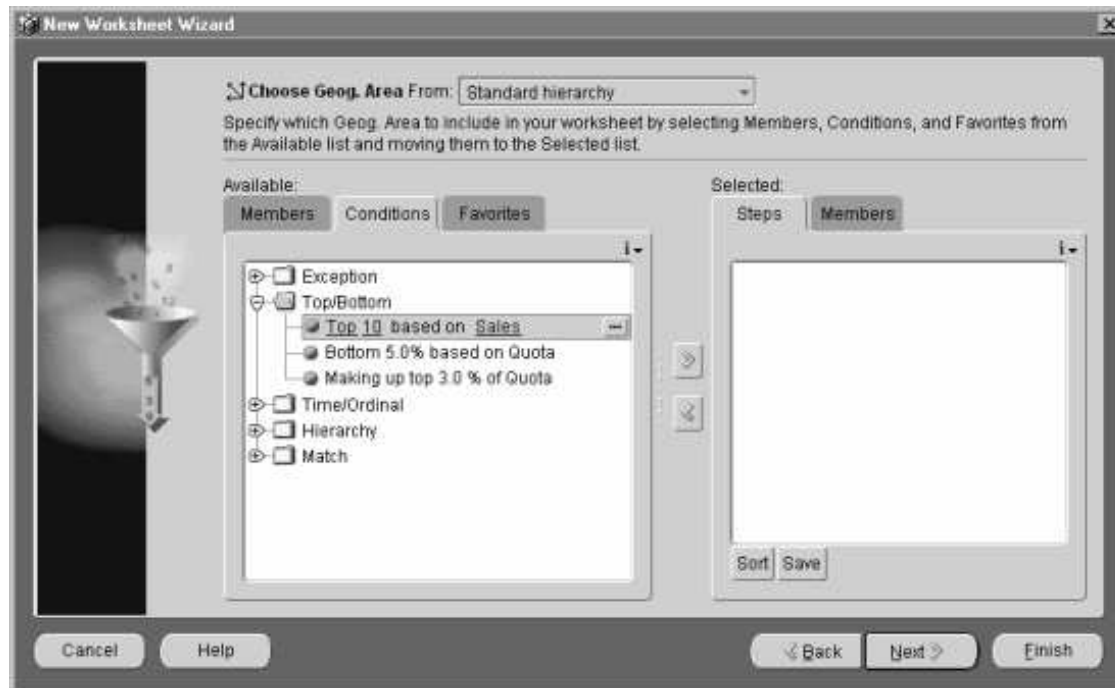 New Worksheet Wizard
Choose Geog. Area From: Standard hierarchy
Specify which Geog. Area to include in your worksheet by selecting Members, Conditions, and Favorites from
the Available list and moving them to the Selected list.
Available:
Members Conditions Favorites
Exception
Top/Bottom
Top 10 based on Sales
Bottom 5.0% based on Quota
Making up top 3.0 % of Quota
Time/Ordinal
Hierarchy
Match
Selected:
Steps Members
Sort Save
Cancel Help Back Next Finish